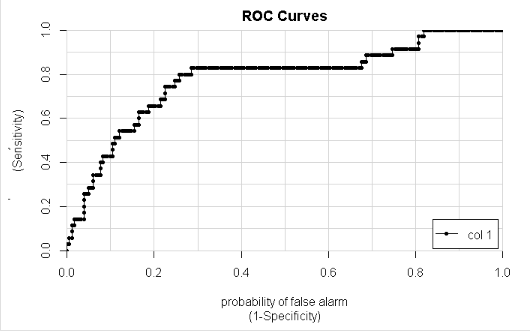 ROC Curves
1.0
0.8
0.6
0.4
0.2
0.0
(Sensitivity)
col 1
0.0 0.2 0.4 0.6 0.8 1.0
probability of false alarm
(1-Specificity)